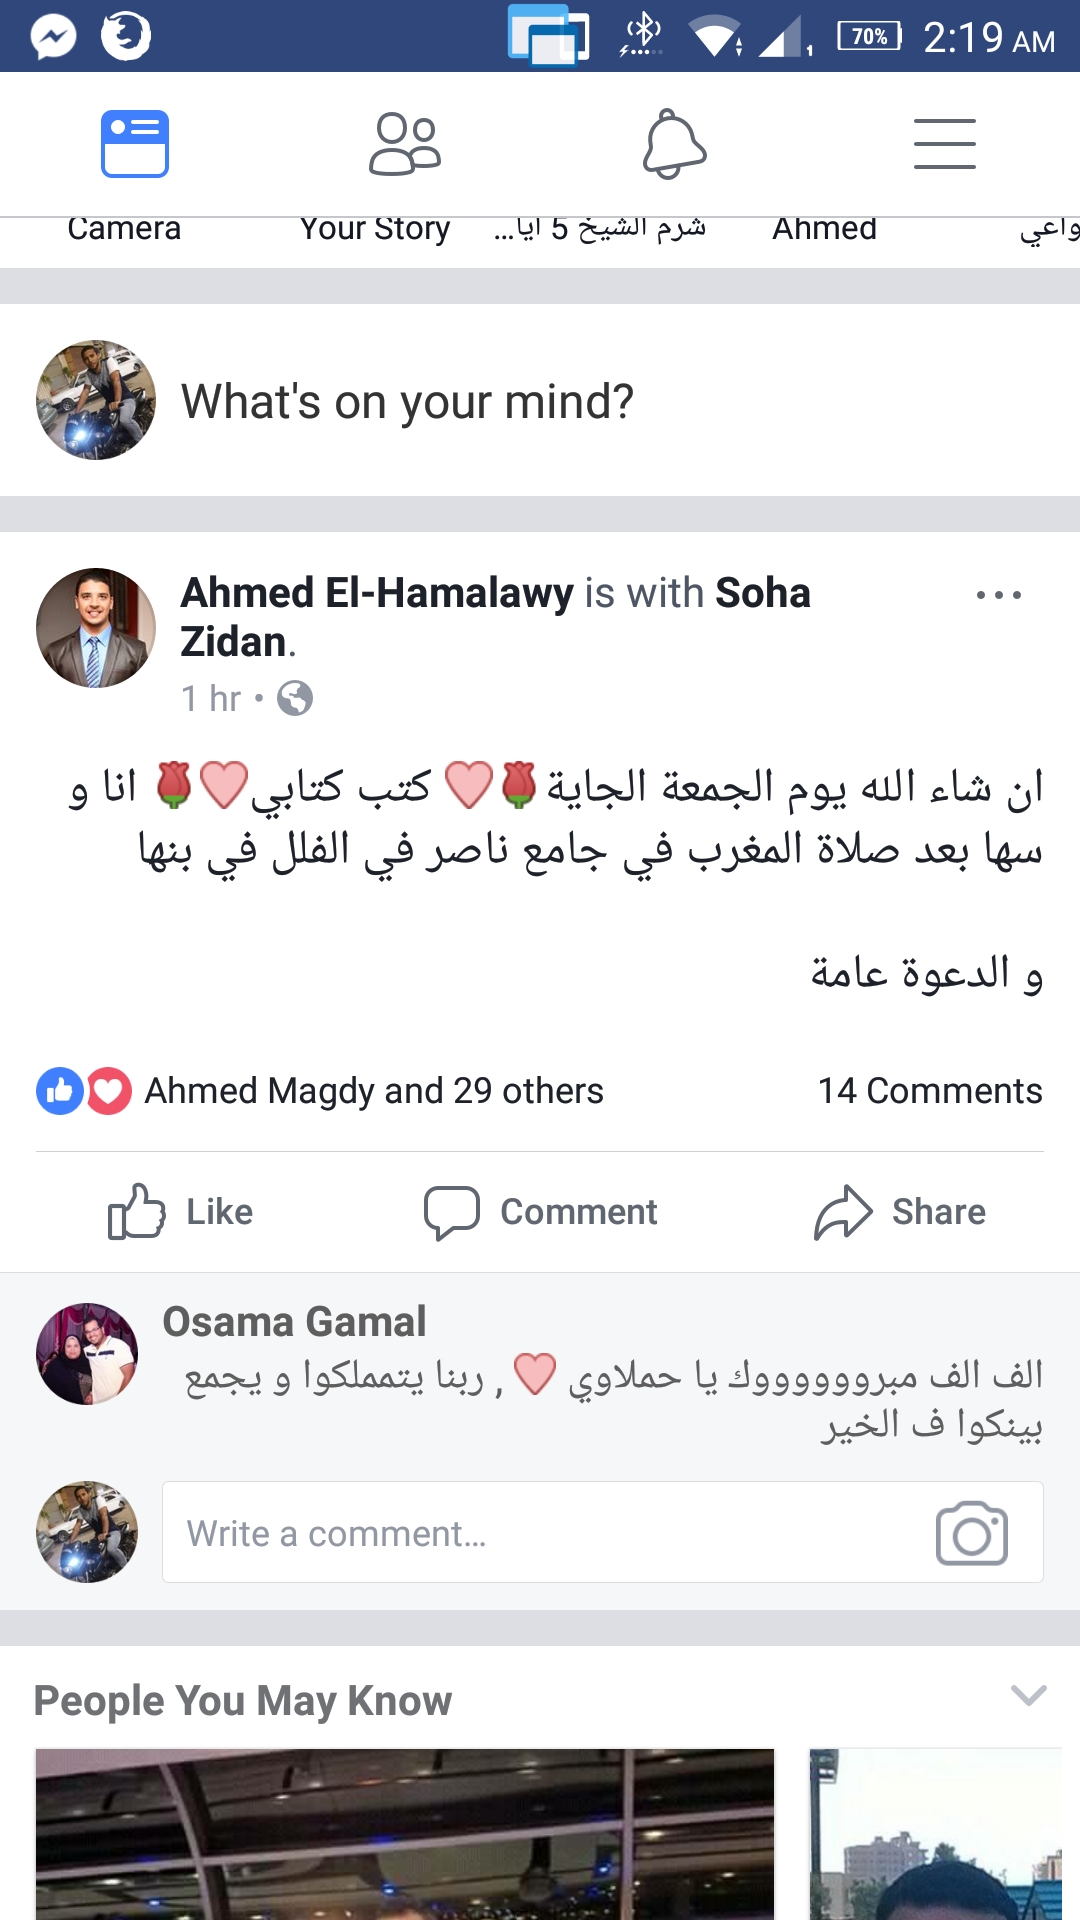 70% 2:19 AM
Camera Your Story شرم الشيخ 5 ايا... Ahmed واعي
What's on your mind?
Ahmed El-Hamalawy is with Soha
Zidan.
1 hr •
ان شاء الله يوم الجمعة الجاية🌹♥ كتب كتابي♥🌹 انا و
سها بعد صلاة المغرب في جامع ناصر في الفلل في بنها
و الدعوة عامة
Ahmed Magdy and 29 others 14 Comments
Like Comment Share
Osama Gamal
الف الف مبروووووووك يا حملاوي ♥ , ربنا يتمملكوا و يجمع
بينكوا ف الخير
Write a comment...
People You May Know